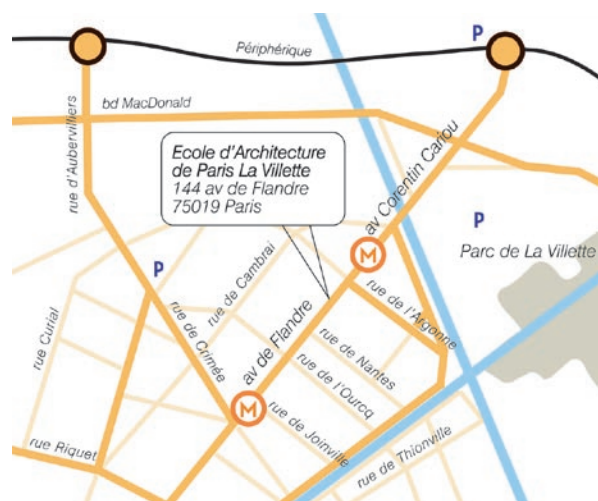 P
Périphérique
bd MacDonald
rue d'Aubervilliers
Ecole d'Architecture
de Paris La Villette
144 av de Flandre
75019 Paris
av Corentin Cariou
P
Parc de La Villette
P
rue de Cambrai
M
rue de l'Argonne
rue Curial
rue de Crimée
av de Flandre
rue de Nantes
rue de l'Ourcq
M
rue de Joinville
rue Riquet
rue de Thionville